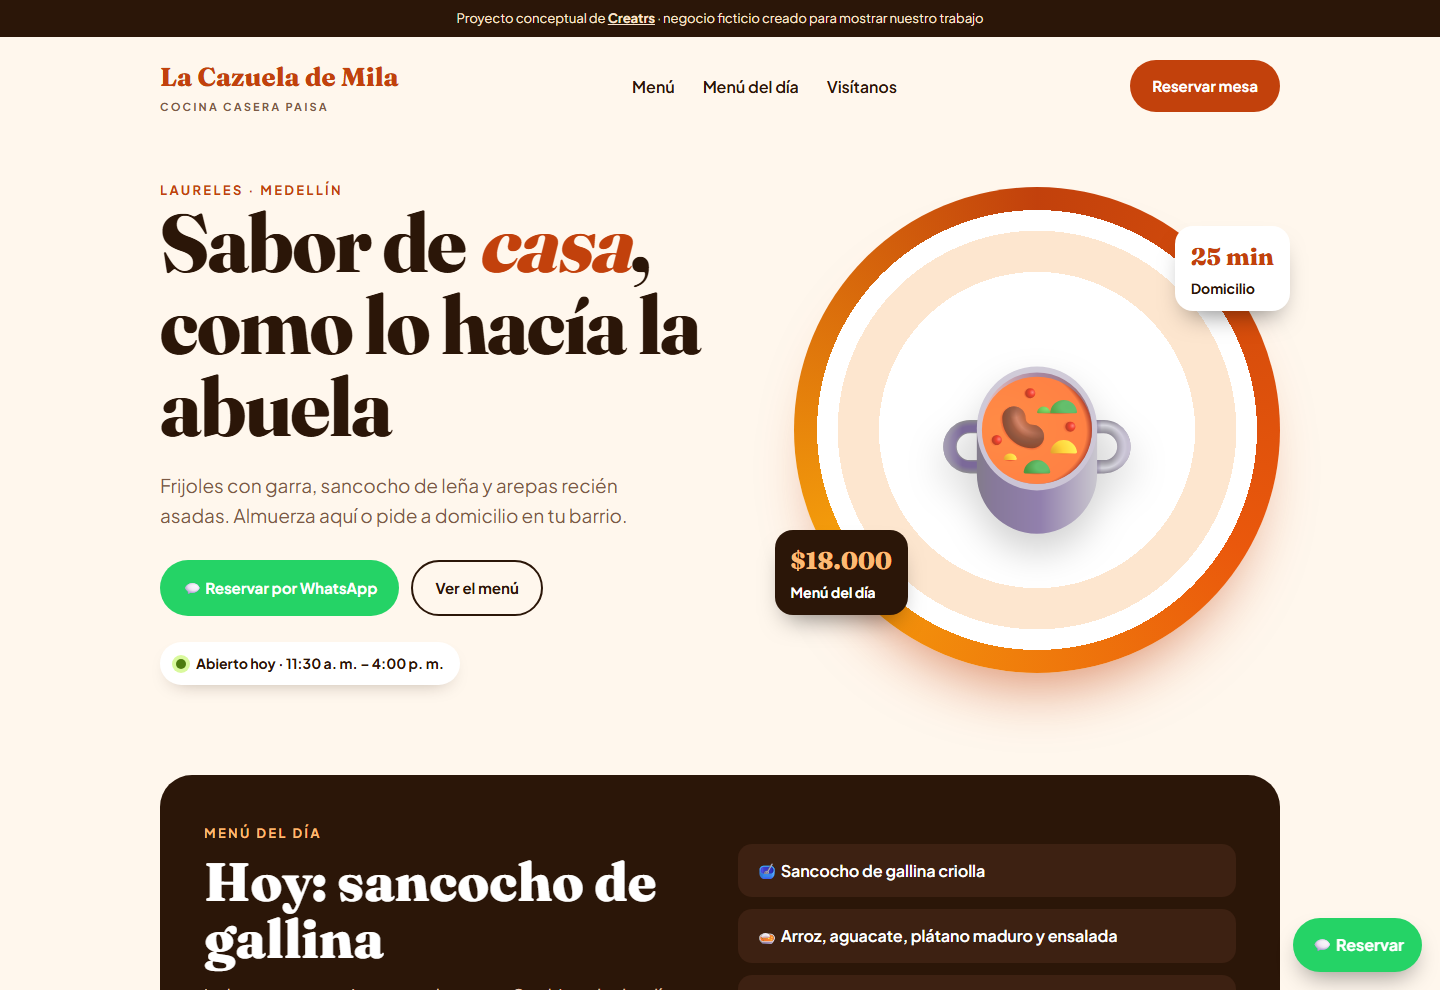 Proyecto conceptual de Creatrs · negocio ficticio creado para mostrar nuestro trabajo
La Cazuela de Mila
COCINA CASERA PAISA
Menú
Menú del día
Visítanos
Reservar mesa
LAURELES · MEDELLÍN
Sabor de casa,
como lo hacía la
abuela
Frijoles con garra, sancocho de leña y arepas recién
asadas. Almuerza aquí o pide a domicilio en tu barrio.
Reservar por WhatsApp
Ver el menú
Abierto hoy · 11:30 a. m. – 4:00 p. m.
25 min
Domicilio
$18.000
Menú del día
MENÚ DEL DÍA
Hoy: sancocho de
gallina
Sancocho de gallina criolla
Arroz, aguacate, plátano maduro y ensalada
Reservar